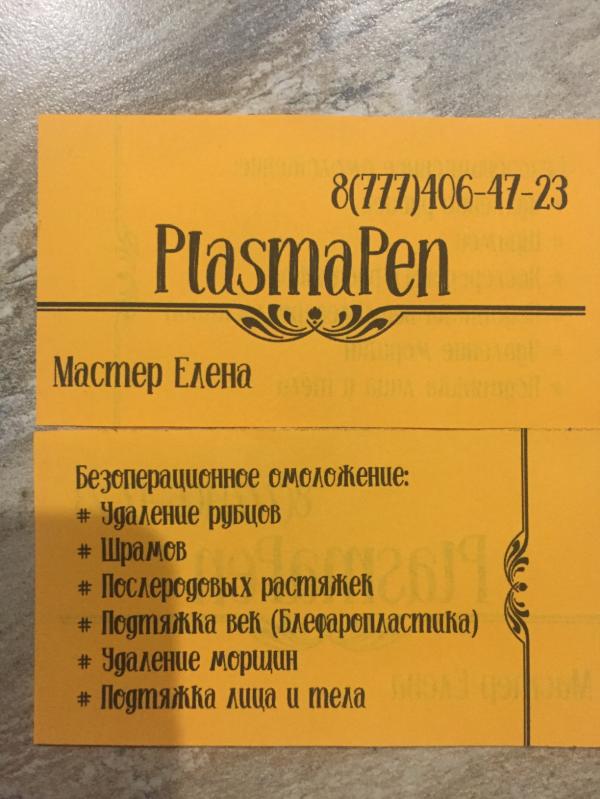 8(777)406-47-23
PlasmaPen
Мастер Елена
Безоперационное омоложение:
# Удаление рубцов
# Шрамов
# Послеродовых растяжек
# Подтяжка век (Блефаропластика)
# Удаление морщин
# Подтяжка лица и тела